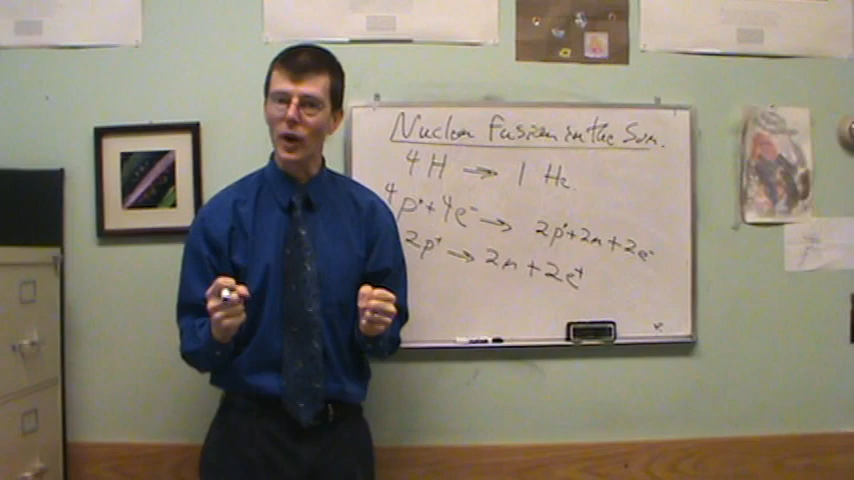 Nuclear Fusion in the Sun.
4 H → 1 He.
4p⁺ + 4e⁻ → 2p⁺ + 2n + 2e⁻
2p⁺ → 2n + 2e⁺